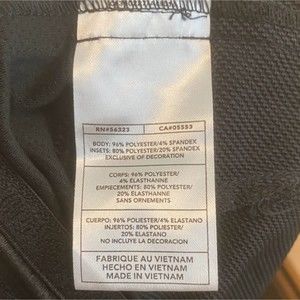 RN#56323 CA#05553
BODY: 96% POLYESTER/4% SPANDEX
INSETS: 80% POLYESTER/20% SPANDEX
EXCLUSIVE OF DECORATION
CORPS: 96% POLYESTER/
4% ELASTHANNE
EMPIECEMENTS: 80% POLYESTER/
20% ELASTHANNE
SANS ORNEMENTS
CUERPO: 96% POLIESTER/4% ELASTANO
INJERTOS: 80% POLIESTER/
20% ELASTANO
NO INCLUYE LA DECORACION
FABRIQUE AU VIETNAM
HECHO EN VIETNAM
MADE IN VIETNAM